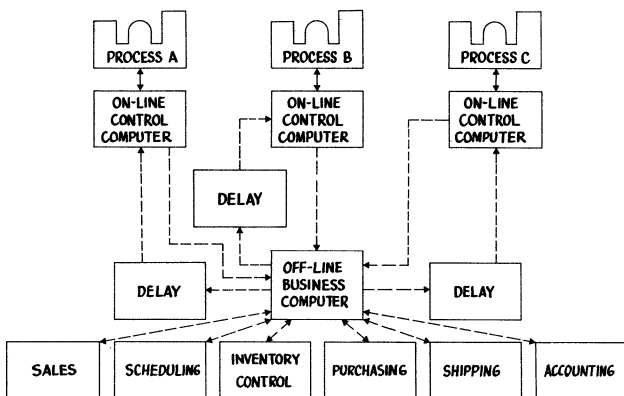 PROCESS A
PROCESS B
PROCESS C
ON-LINE
CONTROL
COMPUTER
ON-LINE
CONTROL
COMPUTER
ON-LINE
CONTROL
COMPUTER
DELAY
DELAY
OFF-LINE
BUSINESS
COMPUTER
DELAY
SALES
SCHEDULING
INVENTORY
CONTROL
PURCHASING
SHIPPING
ACCOUNTING